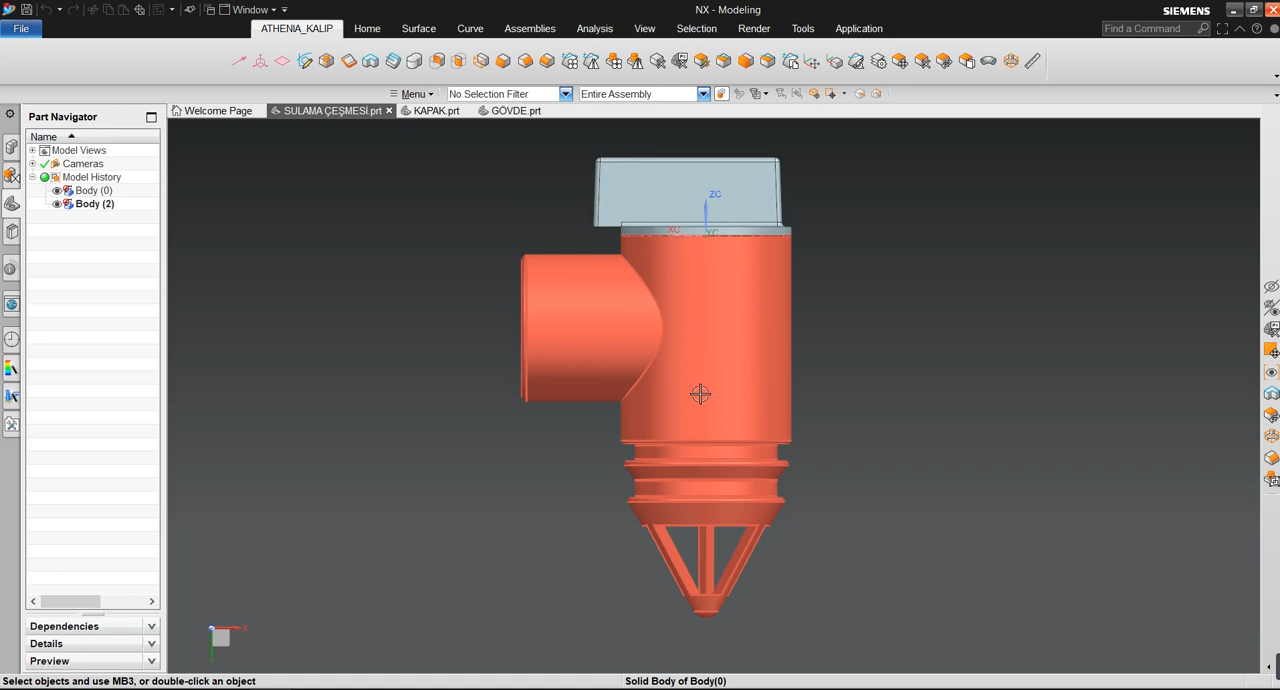 Window
NX - Modeling
SIEMENS
File
ATHENIA_KALIP
Home
Surface
Curve
Assemblies
Analysis
View
Selection
Render
Tools
Application
Find a Command
Menu
No Selection Filter
Entire Assembly
Part Navigator
Welcome Page
SULAMA ÇEŞMESİ.prt
KAPAK.prt
GÖVDE.prt
Name
Model Views
Cameras
Model History
Body (0)
Body (2)
ZC
XC
YC
Dependencies
Details
Preview
X
Y
Select objects and use MB3, or double-click an object
Solid Body of Body(0)